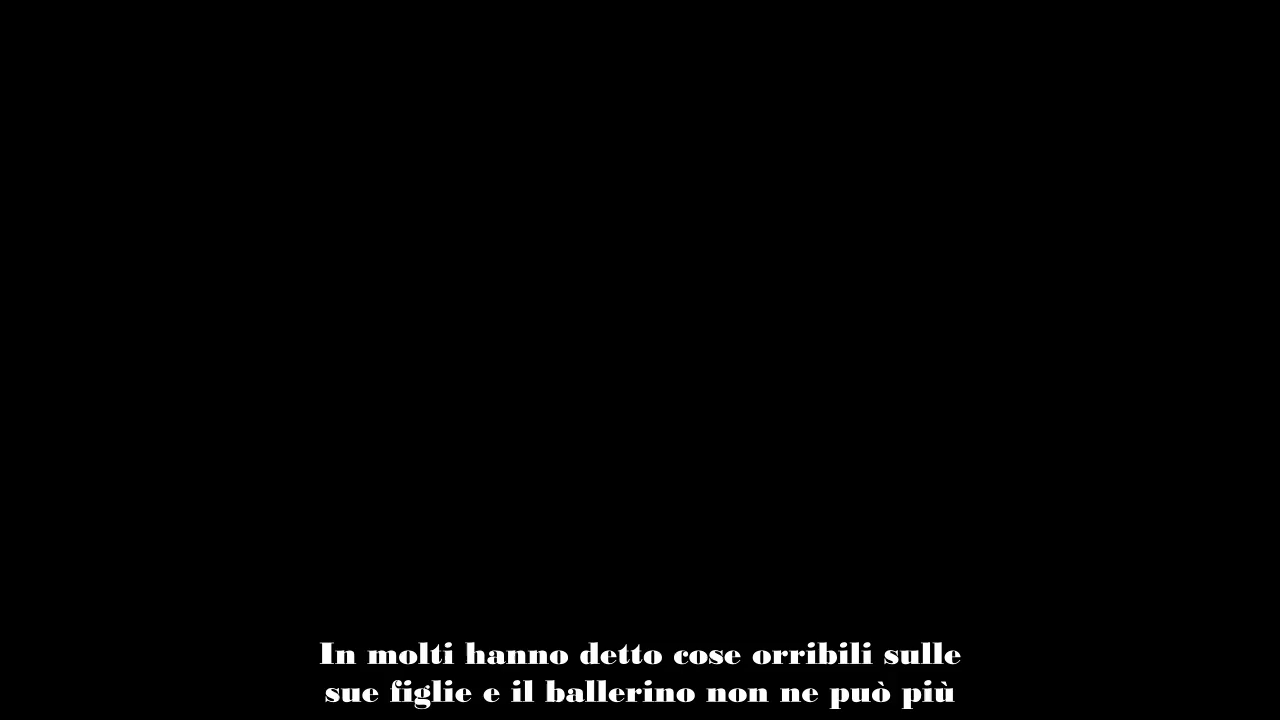 In molti hanno detto cose orribili sulle
sue figlie e il ballerino non ne può più